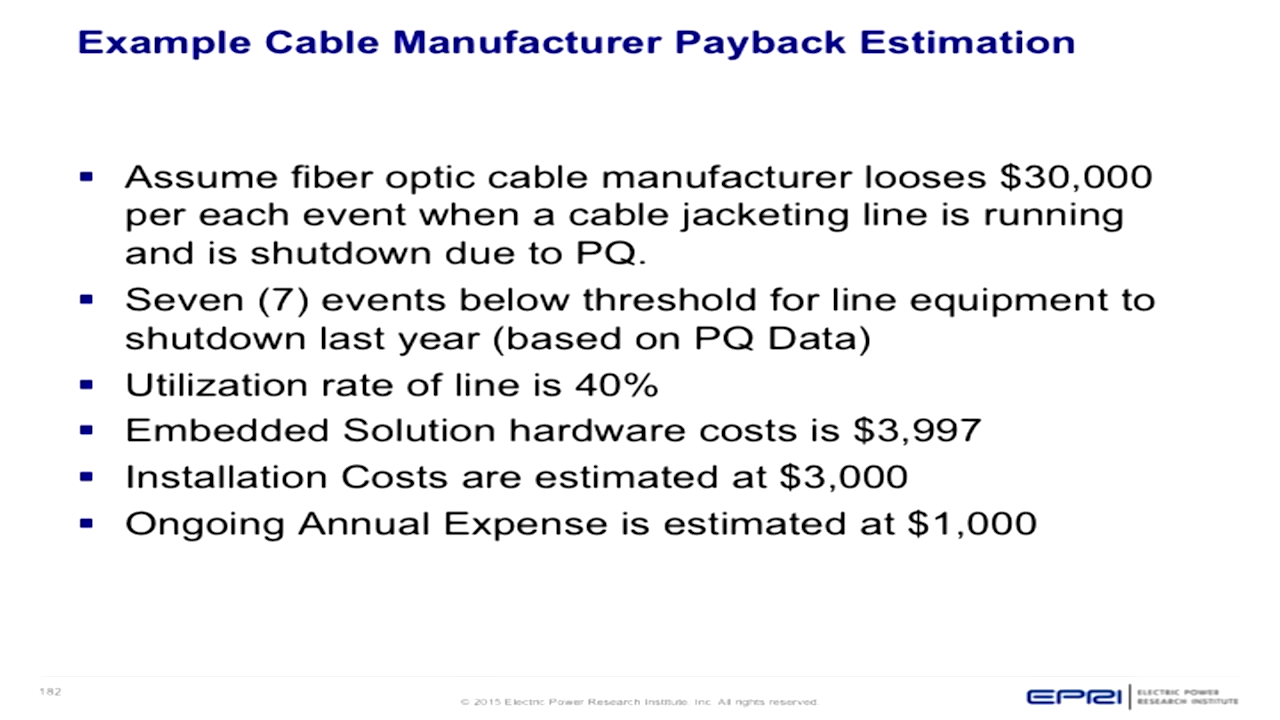 Example Cable Manufacturer Payback Estimation
Assume fiber optic cable manufacturer looses $30,000
per each event when a cable jacketing line is running
and is shutdown due to PQ.
Seven (7) events below threshold for line equipment to
shutdown last year (based on PQ Data)
Utilization rate of line is 40%
Embedded Solution hardware costs is $3,997
Installation Costs are estimated at $3,000
Ongoing Annual Expense is estimated at $1,000
182
© 2015 Electric Power Research Institute, Inc. All rights reserved.
EPRI
ELECTRIC POWER
RESEARCH INSTITUTE